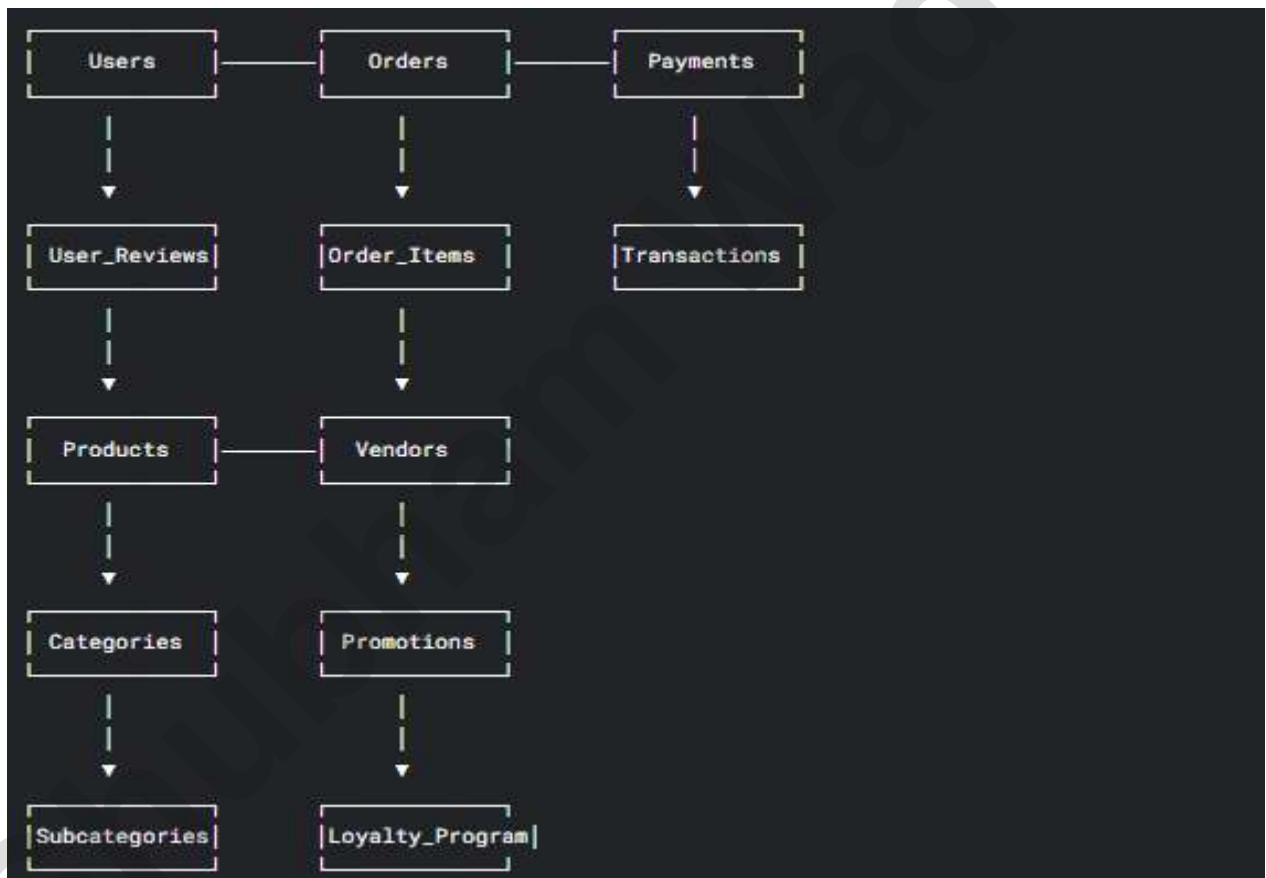 Users Orders Payments
User_Reviews Order_Items Transactions
Products Vendors
Categories Promotions
Subcategories Loyalty_Program